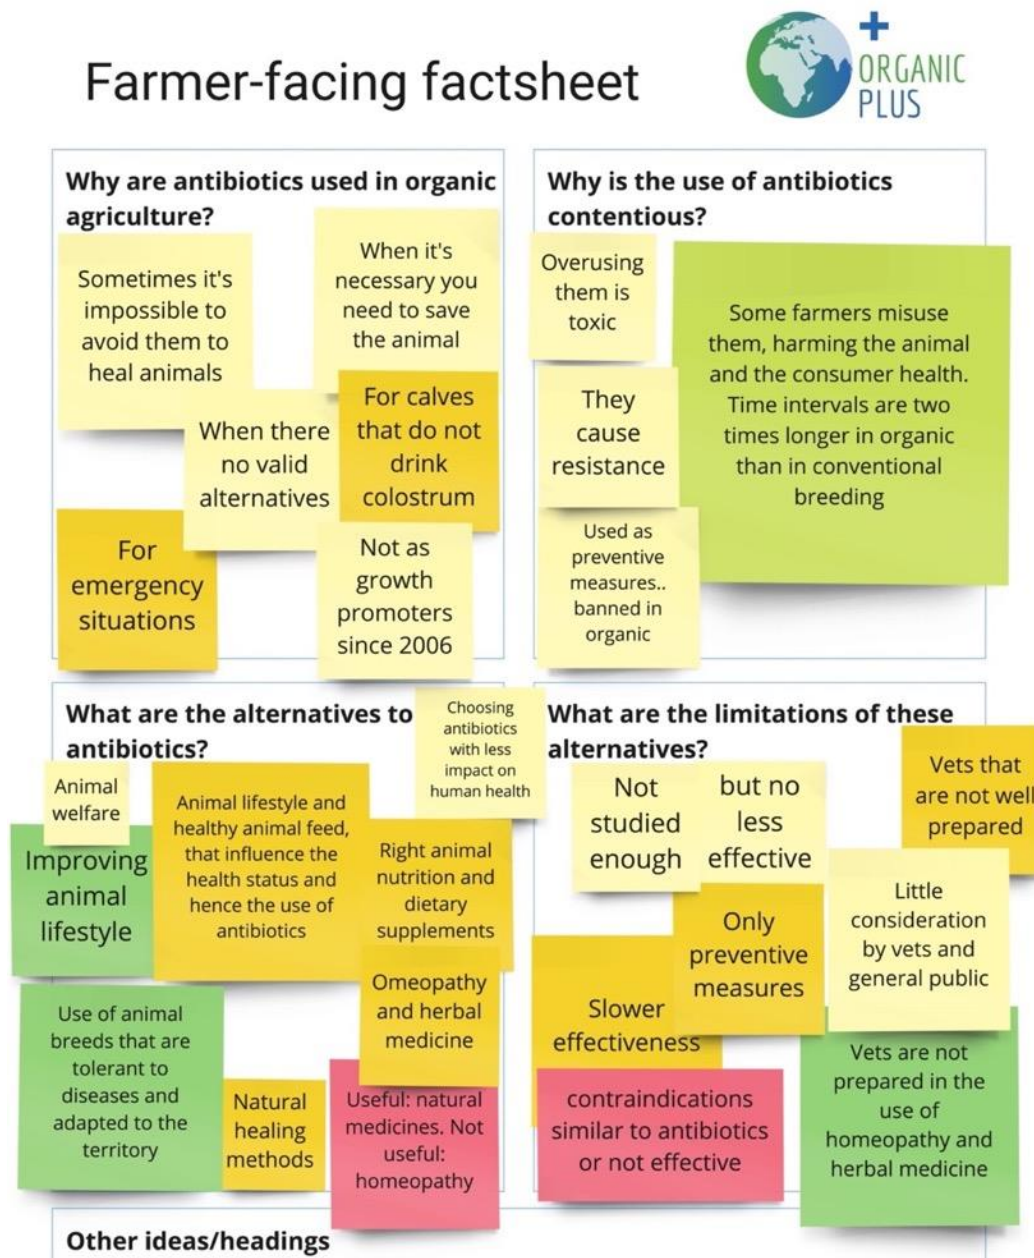 Farmer-facing factsheet
ORGANIC
PLUS
Why are antibiotics used in organic
agriculture?
Sometimes it's
impossible to
avoid them to
heal animals
When it's
necessary you
need to save
the animal
When there
no valid
alternatives
For calves
that do not
drink
colostrum
For
emergency
situations
Not as
growth
promoters
since 2006
Why is the use of antibiotics
contentious?
Overusing
them is
toxic
They
cause
resistance
Used as
preventive
measures..
banned in
organic
Some farmers misuse
them, harming the animal
and the consumer health.
Time intervals are two
times longer in organic
than in conventional
breeding
What are the alternatives to
antibiotics?
Choosing
antibiotics
with less
impact on
human health
Animal
welfare
Improving
animal
lifestyle
Animal lifestyle and
healthy animal feed,
that influence the
health status and
hence the use of
antibiotics
Right animal
nutrition and
dietary
supplements
Omeopathy
and herbal
medicine
Use of animal
breeds that are
tolerant to
diseases and
adapted to the
territory
Natural
healing
methods
Useful: natural
medicines. Not
useful:
homeopathy
What are the limitations of these
alternatives?
Not
studied
enough
but no
less
effective
Vets that
are not well
prepared
Only
preventive
measures
Little
consideration
by vets and
general public
Slower
effectiveness
contraindications
similar to antibiotics
or not effective
Vets are not
prepared in the
use of
homeopathy and
herbal medicine
Other ideas/headings